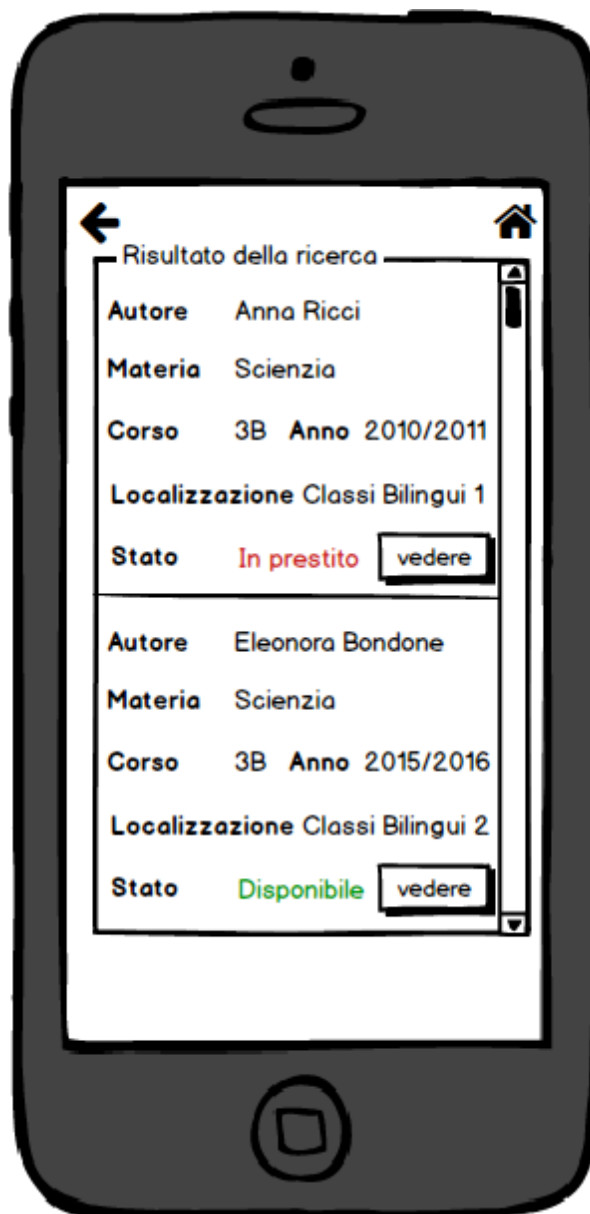 Risultato della ricerca
Autore Anna Ricci
Materia Scienzia
Corso 3B Anno 2010/2011
Localizzazione Classi Bilingui 1
Stato In prestito vedere
Autore Eleonora Bondone
Materia Scienzia
Corso 3B Anno 2015/2016
Localizzazione Classi Bilingui 2
Stato Disponibile vedere